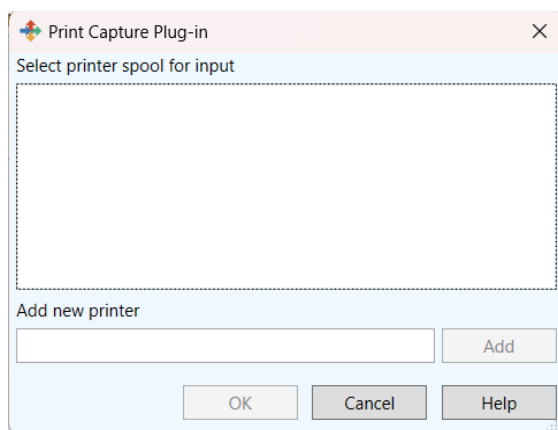 Print Capture Plug-in
Select printer spool for input
Add new printer
Add
OK
Cancel
Help